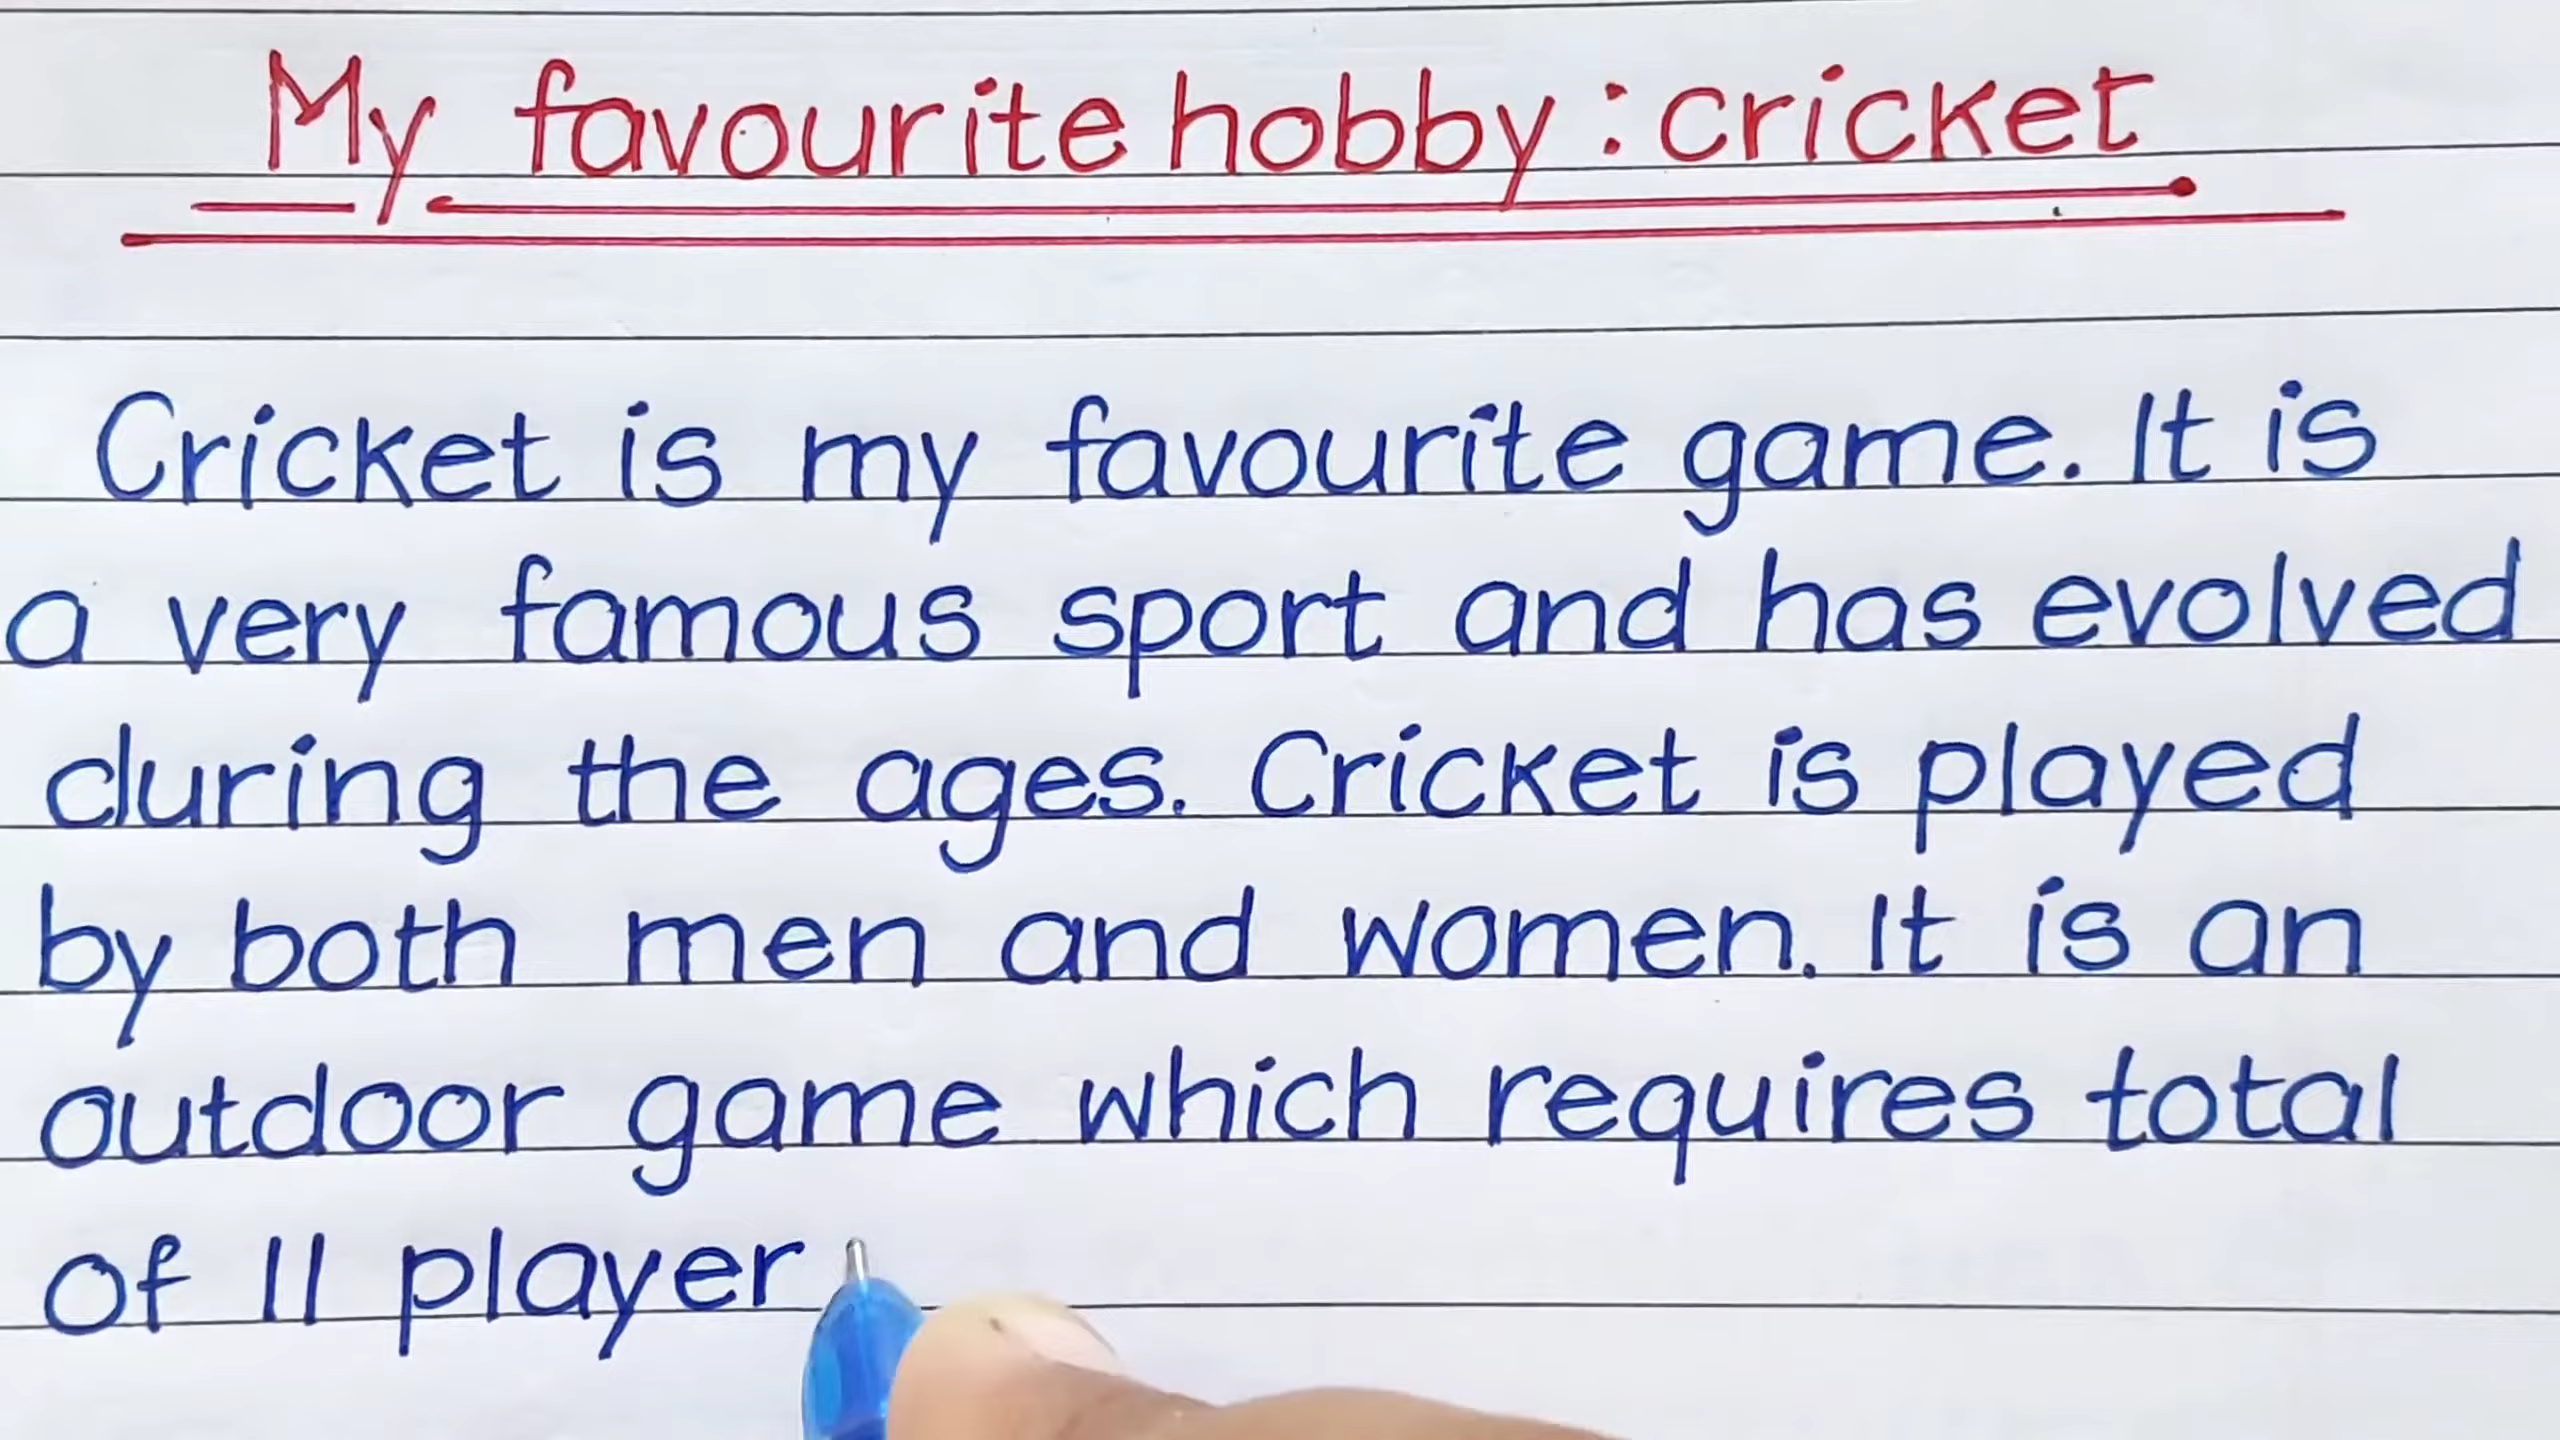 My favourite hobby : cricket
Cricket is my favourite game. It is
a very famous sport and has evolved
during the ages. Cricket is played
by both men and women. It is an
outdoor game which requires total
of 11 player